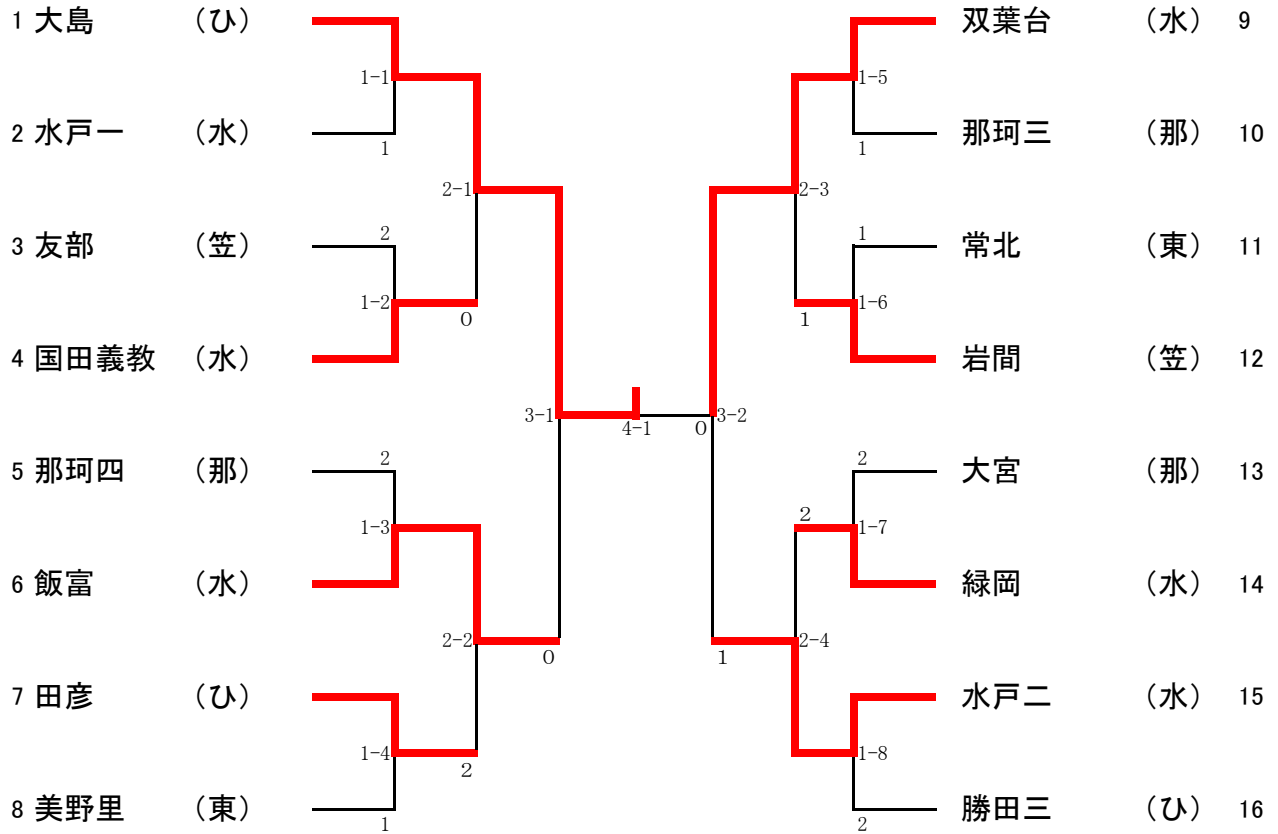 1 大島 （ひ）
双葉台 （水） 9
1-1
1-5
2 水戸一 （水）
那珂三 （那） 10
1
1
2-1
2-3
3 友部 （笠）
2
1
常北 （東） 11
1-2
1-6
0
1
4 国田義教 （水）
岩間 （笠） 12
3-1
4-1
0
3-2
5 那珂四 （那）
2
2
大宮 （那） 13
1-3
2
1-7
6 飯富 （水）
緑岡 （水） 14
2-2
2-4
0
1
7 田彦 （ひ）
水戸二 （水） 15
1-4
1-8
2
8 美野里 （東）
勝田三 （ひ） 16
1
2